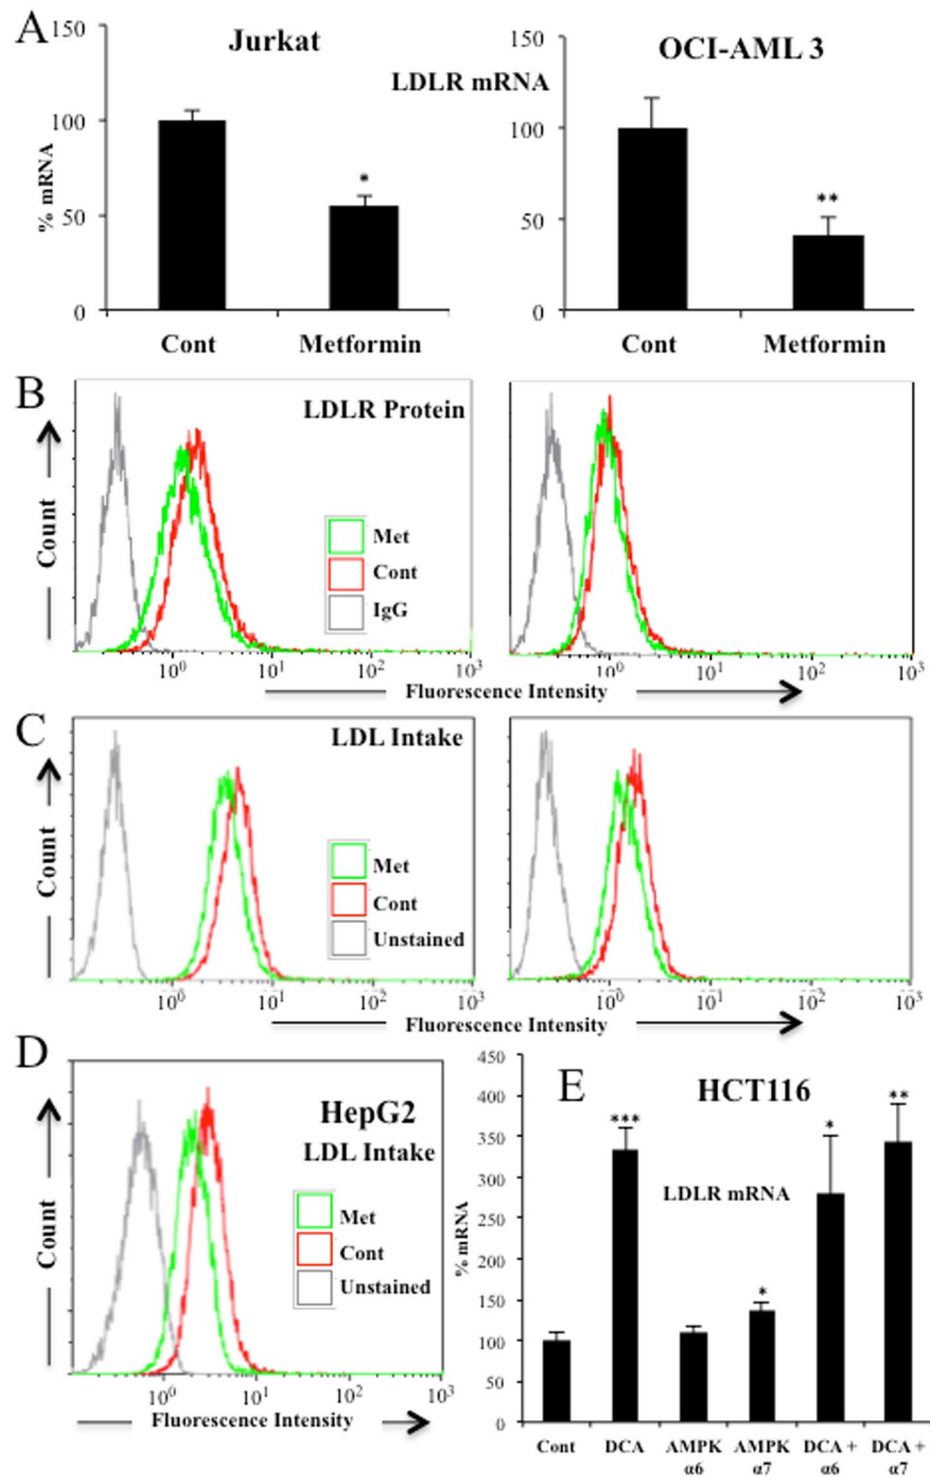 A
Jurkat
OCI-AML 3
LDLR mRNA
% mRNA
150
100
50
0
150
100
50
0
*
**
Cont
Metformin
Cont
Metformin
B
LDLR Protein
Count
Met
Cont
IgG
10⁰
10¹
10²
10³
10⁰
10¹
10²
10³
Fluorescence Intensity
C
LDL Intake
Count
Met
Cont
Unstained
10⁰
10¹
10²
10³
10⁰
10¹
10²
10³
Fluorescence Intensity
D
HepG2
LDL Intake
Count
Met
Cont
Unstained
10⁰
10¹
10²
10³
Fluorescence Intensity
E
HCT116
LDLR mRNA
% mRNA
450
400
350
300
250
200
150
100
50
0
***
*
*
**
Cont
DCA
AMPK α6
AMPK α7
DCA + α6
DCA + α7